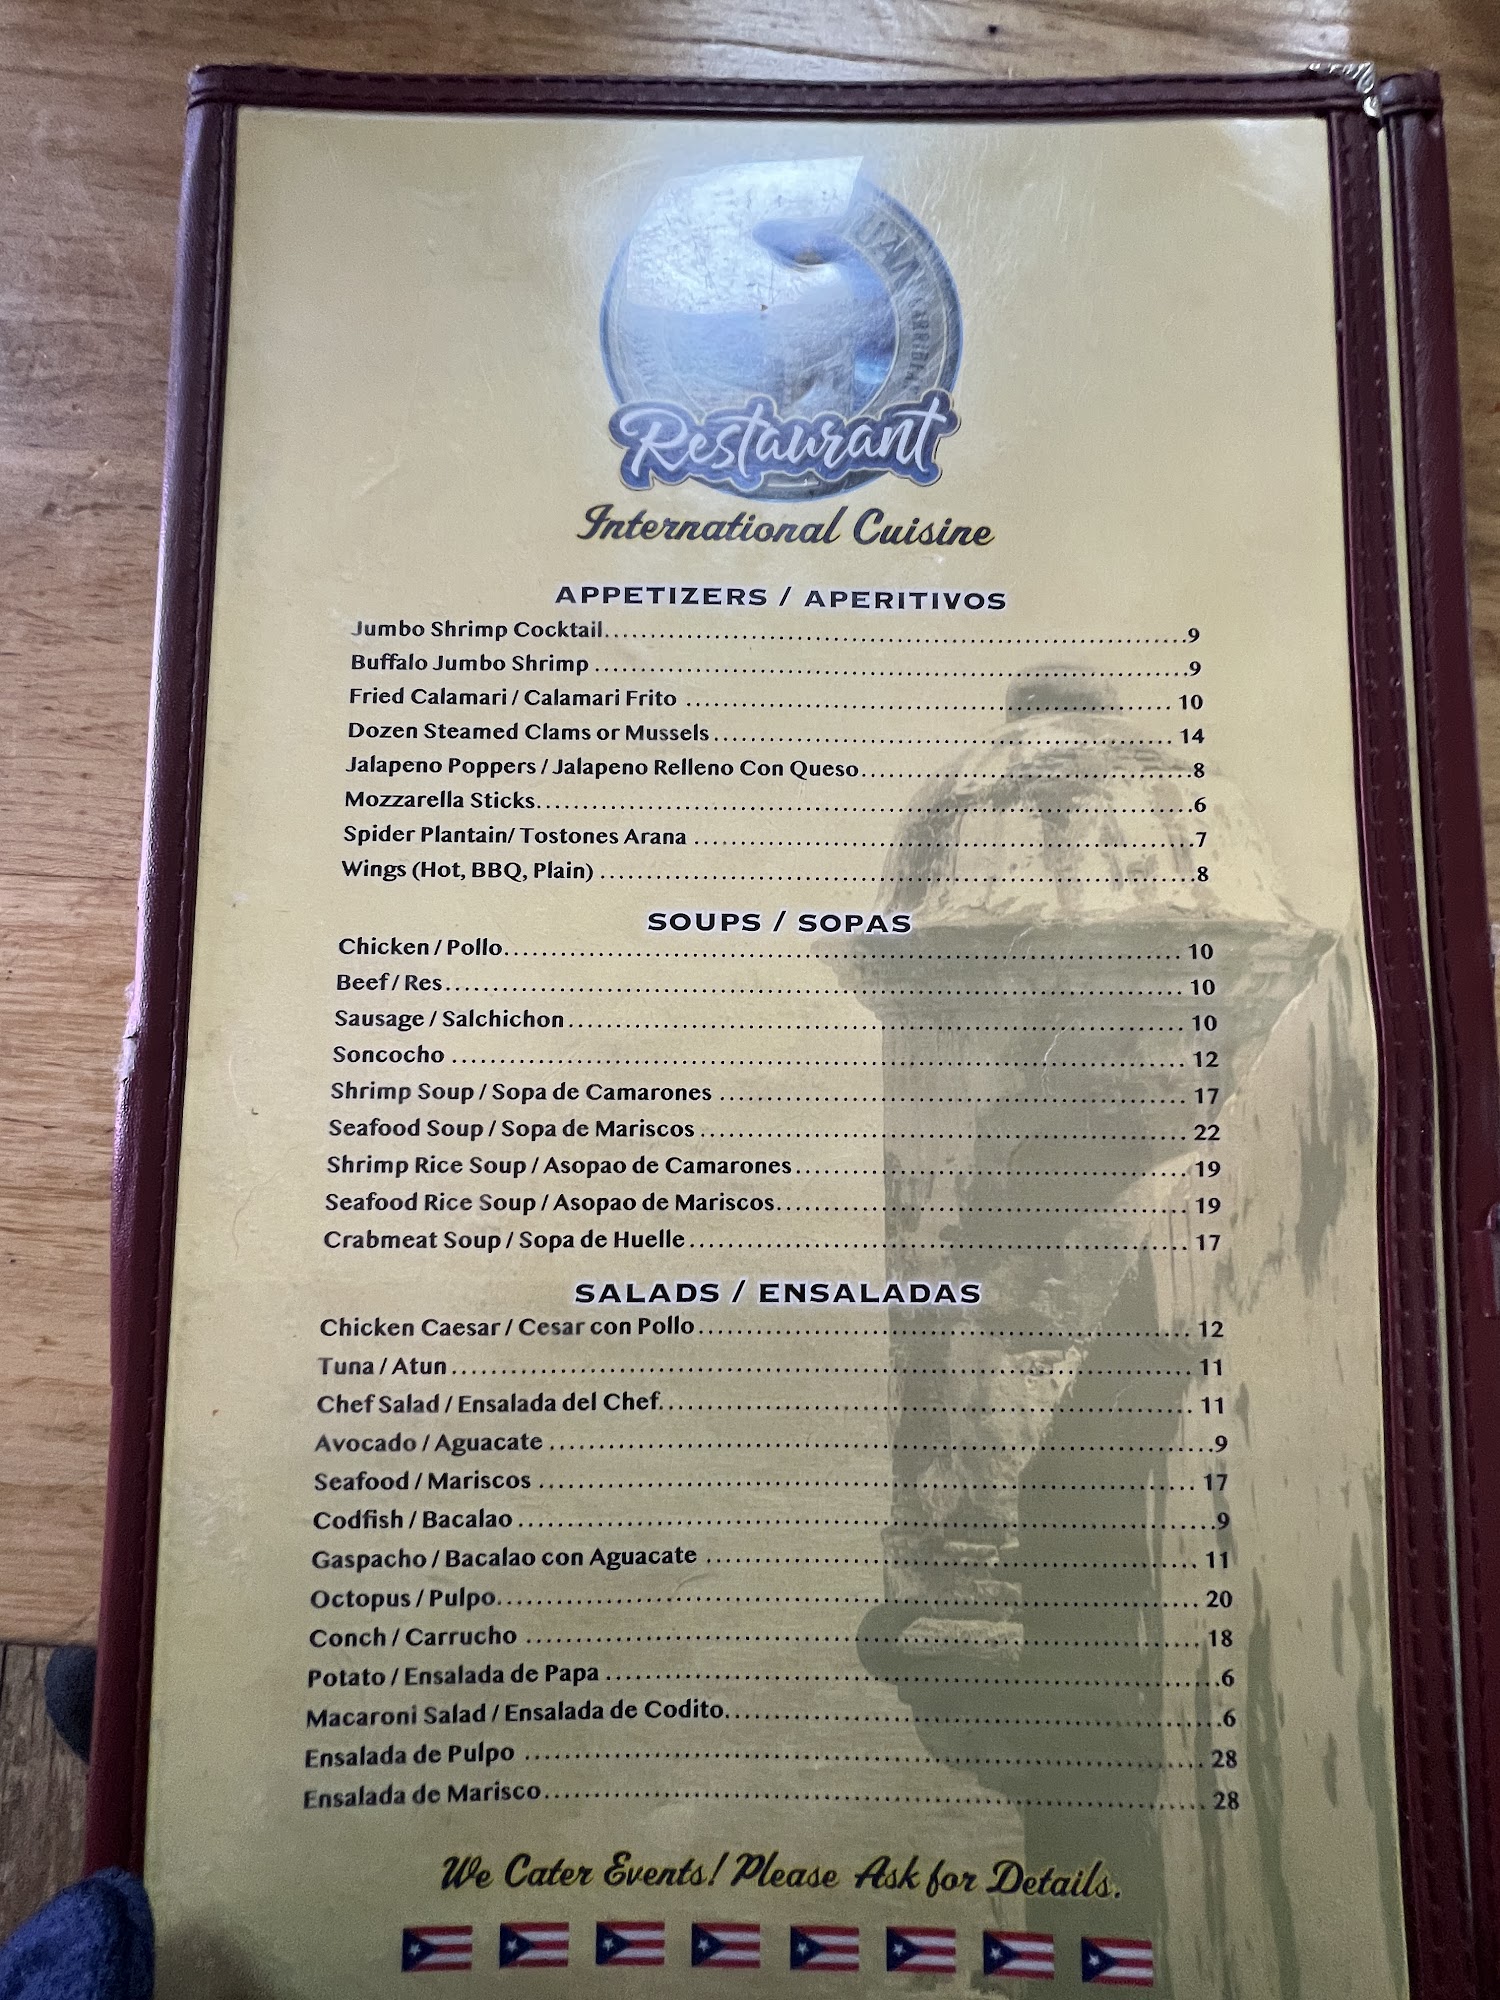 Restaurant
International Cuisine
APPETIZERS / APERITIVOS
Jumbo Shrimp Cocktail 9
Buffalo Jumbo Shrimp 9
Fried Calamari / Calamari Frito 10
Dozen Steamed Clams or Mussels 14
Jalapeno Poppers / Jalapeno Relleno Con Queso 8
Mozzarella Sticks 6
Spider Plantain/ Tostones Arana 7
Wings (Hot, BBQ, Plain) 8
SOUPS / SOPAS
Chicken / Pollo 10
Beef / Res 10
Sausage / Salchichon 10
Soncocho 12
Shrimp Soup / Sopa de Camarones 17
Seafood Soup / Sopa de Mariscos 22
Shrimp Rice Soup / Asopao de Camarones 19
Seafood Rice Soup / Asopao de Mariscos 19
Crabmeat Soup / Sopa de Huelle 17
SALADS / ENSALADAS
Chicken Caesar / Cesar con Pollo 12
Tuna / Atun 11
Chef Salad / Ensalada del Chef 11
Avocado / Aguacate 9
Seafood / Mariscos 17
Codfish / Bacalao 9
Gaspacho / Bacalao con Aguacate 11
Octopus / Pulpo 20
Conch / Carrucho 18
Potato / Ensalada de Papa 6
Macaroni Salad / Ensalada de Codito 6
Ensalada de Pulpo 28
Ensalada de Marisco 28
We Cater Events! Please Ask for Details.